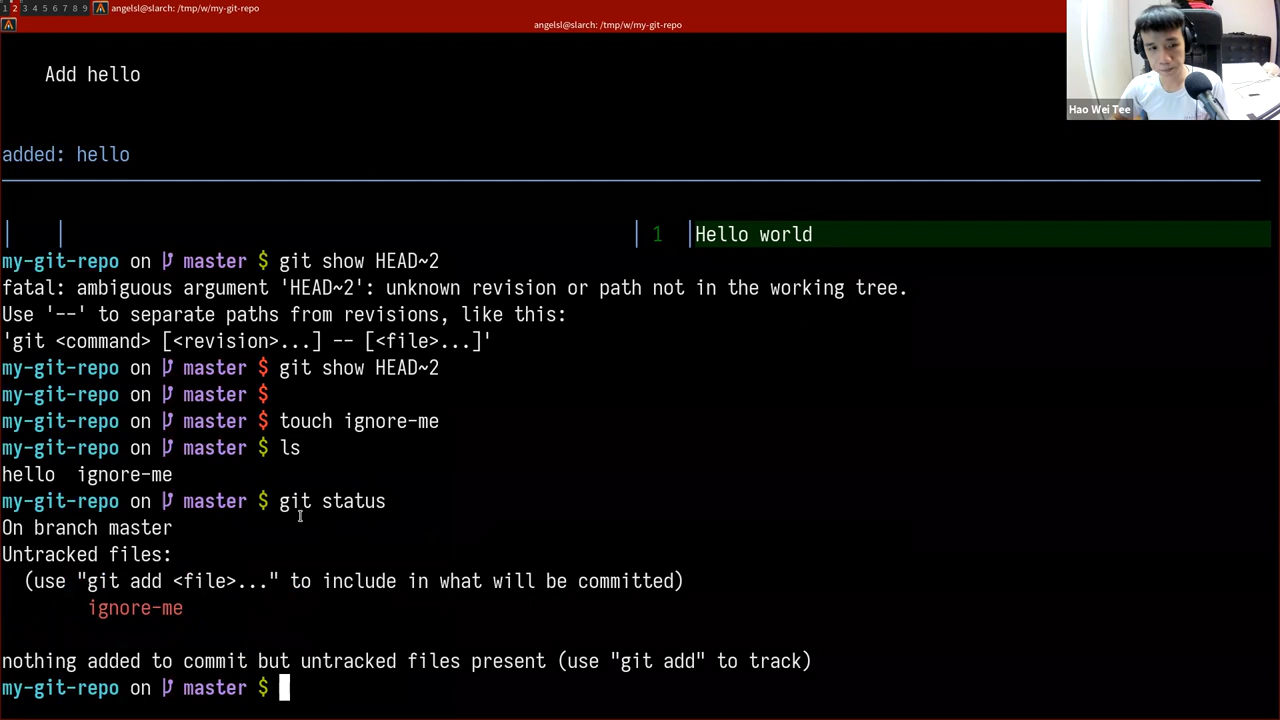 1 2 3 4 5 6 7 8 9 angelsl@slarch: /tmp/w/my-git-repo
angelsl@slarch: /tmp/w/my-git-repo
Hao Wei Tee
Add hello
added: hello
1 Hello world
my-git-repo on master $ git show HEAD~2
fatal: ambiguous argument 'HEAD~2': unknown revision or path not in the working tree.
Use '--' to separate paths from revisions, like this:
'git <command> [<revision>...] -- [<file>...]'
my-git-repo on master $ git show HEAD~2
my-git-repo on master $
my-git-repo on master $ touch ignore-me
my-git-repo on master $ ls
hello  ignore-me
my-git-repo on master $ git status
On branch master
Untracked files:
(use "git add <file>..." to include in what will be committed)
ignore-me
nothing added to commit but untracked files present (use "git add" to track)
my-git-repo on master $